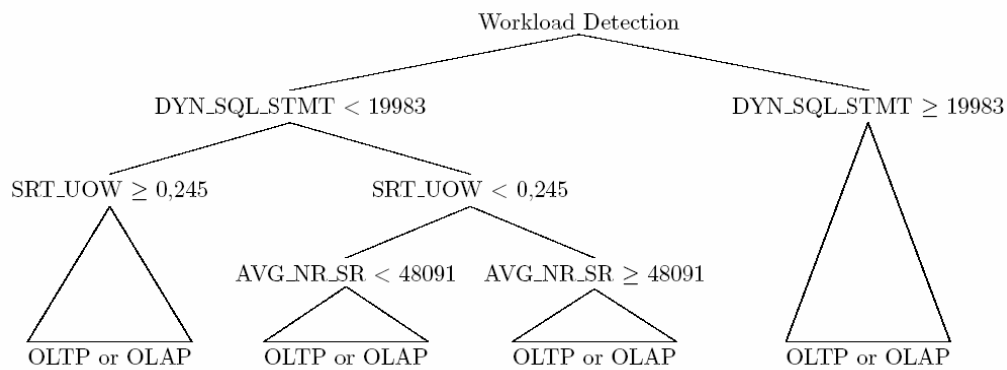 Workload Detection
DYN_SQL_STMT < 19983
DYN_SQL_STMT ≥ 19983
SRT_UOW ≥ 0,245
SRT_UOW < 0,245
AVG_NR_SR < 48091
AVG_NR_SR ≥ 48091
OLTP or OLAP
OLTP or OLAP
OLTP or OLAP
OLTP or OLAP